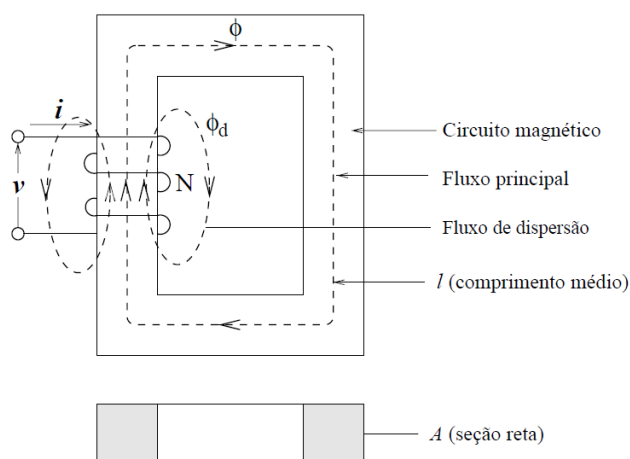 ϕ
i
ϕd
v
N
Circuito magnético
Fluxo principal
Fluxo de dispersão
l (comprimento médio)
A (seção reta)